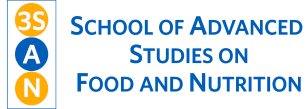 3S
A
N
School of Advanced
Studies on
Food and Nutrition